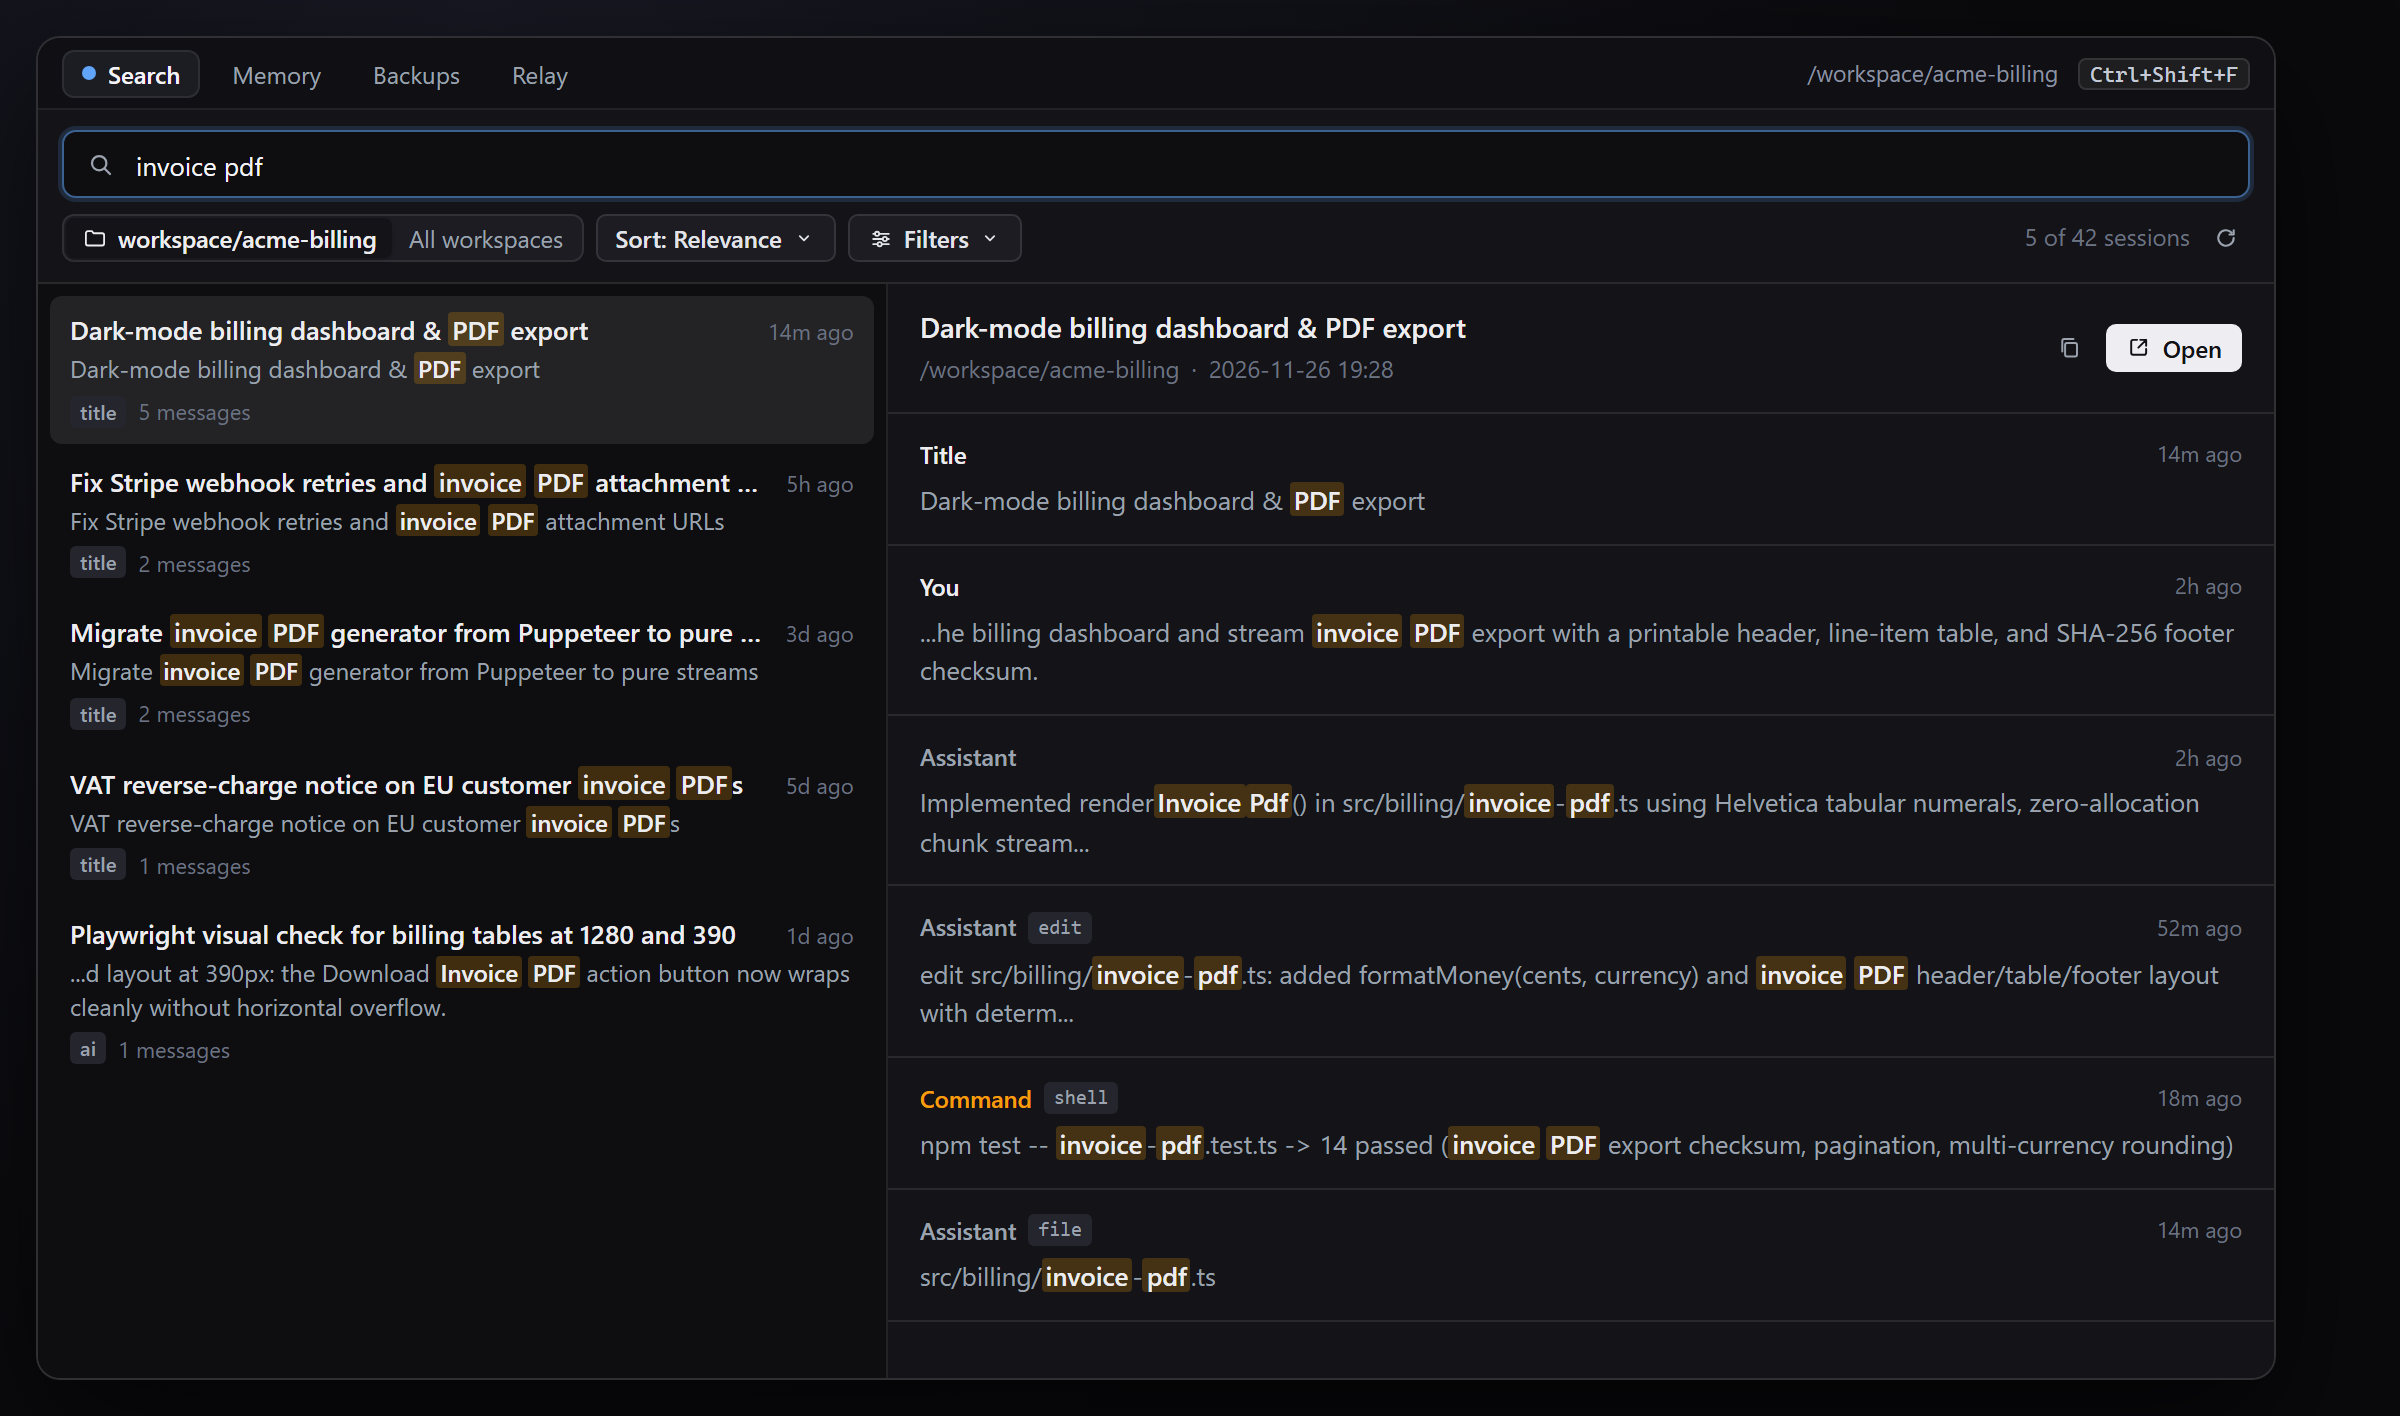 Search
Memory
Backups
Relay
/workspace/acme-billing
Ctrl+Shift+F
invoice pdf
workspace/acme-billing
All workspaces
Sort: Relevance
Filters
5 of 42 sessions
Dark-mode billing dashboard & PDF export
14m ago
Dark-mode billing dashboard & PDF export
title 5 messages
Fix Stripe webhook retries and invoice PDF attachment ...
5h ago
Fix Stripe webhook retries and invoice PDF attachment URLs
title 2 messages
Migrate invoice PDF generator from Puppeteer to pure ...
3d ago
Migrate invoice PDF generator from Puppeteer to pure streams
title 2 messages
VAT reverse-charge notice on EU customer invoice PDFs
5d ago
VAT reverse-charge notice on EU customer invoice PDFs
title 1 messages
Playwright visual check for billing tables at 1280 and 390
1d ago
...d layout at 390px: the Download Invoice PDF action button now wraps
cleanly without horizontal overflow.
ai 1 messages
Dark-mode billing dashboard & PDF export
/workspace/acme-billing · 2026-11-26 19:28
Open
Title
14m ago
Dark-mode billing dashboard & PDF export
You
2h ago
...he billing dashboard and stream invoice PDF export with a printable header, line-item table, and SHA-256 footer
checksum.
Assistant
2h ago
Implemented renderInvoicePdf() in src/billing/invoice-pdf.ts using Helvetica tabular numerals, zero-allocation
chunk stream...
Assistant edit
52m ago
edit src/billing/invoice-pdf.ts: added formatMoney(cents, currency) and invoice PDF header/table/footer layout
with determ...
Command shell
18m ago
npm test -- invoice-pdf.test.ts -> 14 passed (invoice PDF export checksum, pagination, multi-currency rounding)
Assistant file
14m ago
src/billing/invoice-pdf.ts